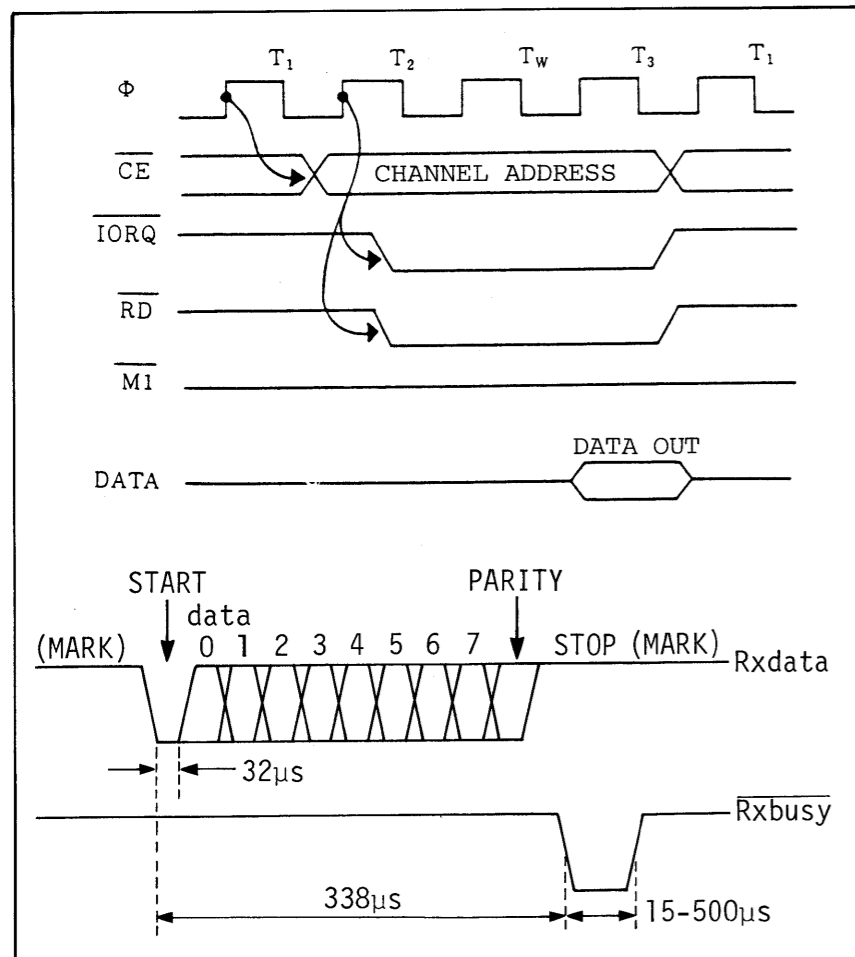 T₁ T₂ T_W T₃ T₁
Φ
CE
CHANNEL ADDRESS
IORQ
RD
M1
DATA OUT
DATA
START PARITY
data
(MARK) 0 1 2 3 4 5 6 7 STOP (MARK) Rxdata
32µs
Rxbusy
338µs 15-500µs